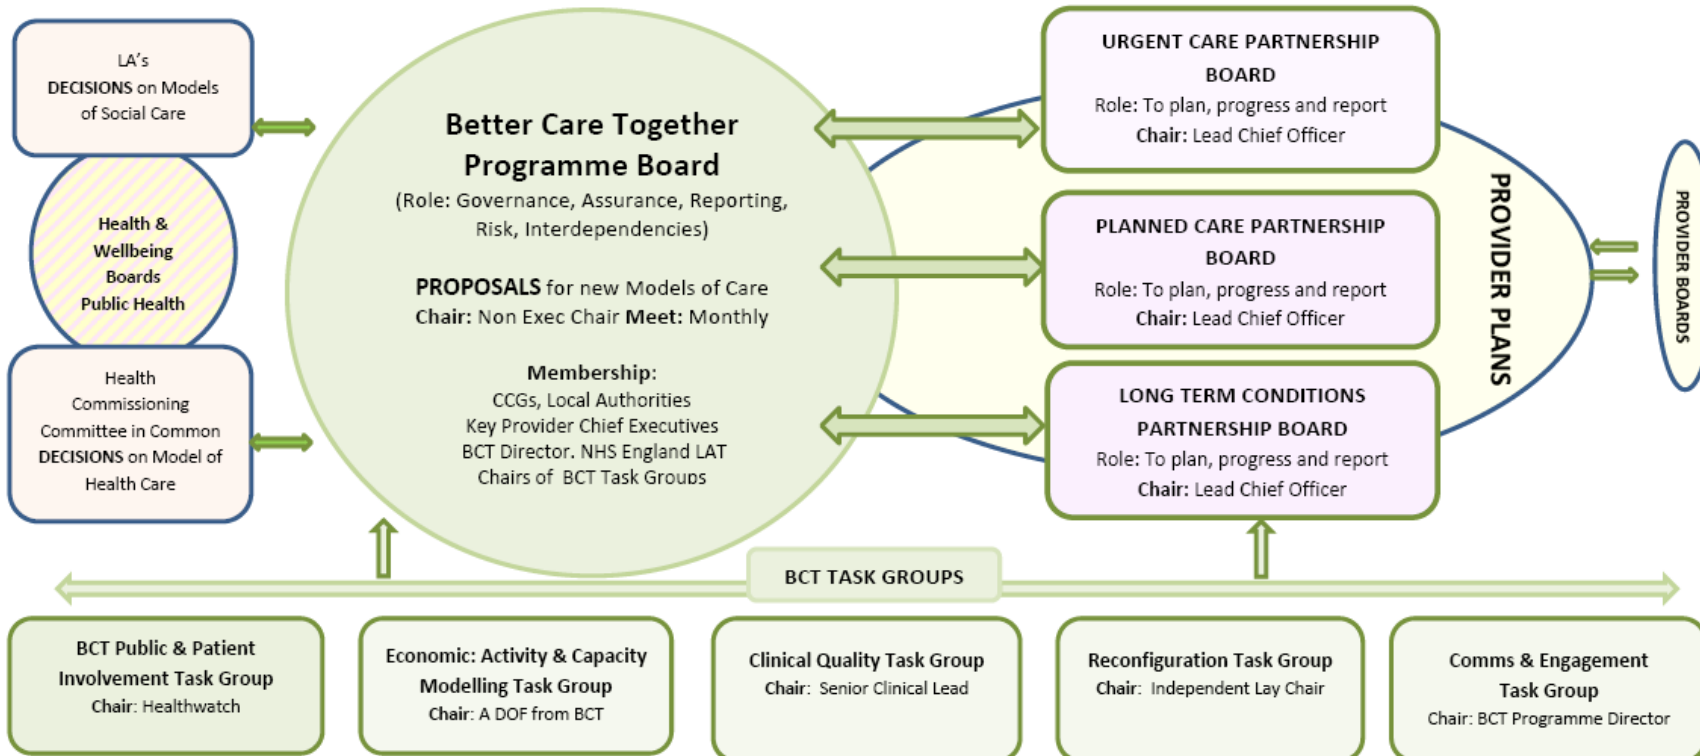 LA's
DECISIONS on Models
of Social Care
Health &
Wellbeing
Boards
Public Health
Health
Commissioning
Committee in Common
DECISIONS on Model of
Health Care
Better Care Together
Programme Board
(Role: Governance, Assurance, Reporting,
Risk, Interdependencies)
PROPOSALS for new Models of Care
Chair: Non Exec Chair Meet: Monthly
Membership:
CCGs, Local Authorities
Key Provider Chief Executives
BCT Director. NHS England LAT
Chairs of BCT Task Groups
URGENT CARE PARTNERSHIP
BOARD
Role: To plan, progress and report
Chair: Lead Chief Officer
PLANNED CARE PARTNERSHIP
BOARD
Role: To plan, progress and report
Chair: Lead Chief Officer
LONG TERM CONDITIONS
PARTNERSHIP BOARD
Role: To plan, progress and report
Chair: Lead Chief Officer
PROVIDER PLANS
PROVIDER BOARDS
BCT TASK GROUPS
BCT Public & Patient
Involvement Task Group
Chair: Healthwatch
Economic: Activity & Capacity
Modelling Task Group
Chair: A DOF from BCT
Clinical Quality Task Group
Chair: Senior Clinical Lead
Reconfiguration Task Group
Chair: Independent Lay Chair
Comms & Engagement
Task Group
Chair: BCT Programme Director